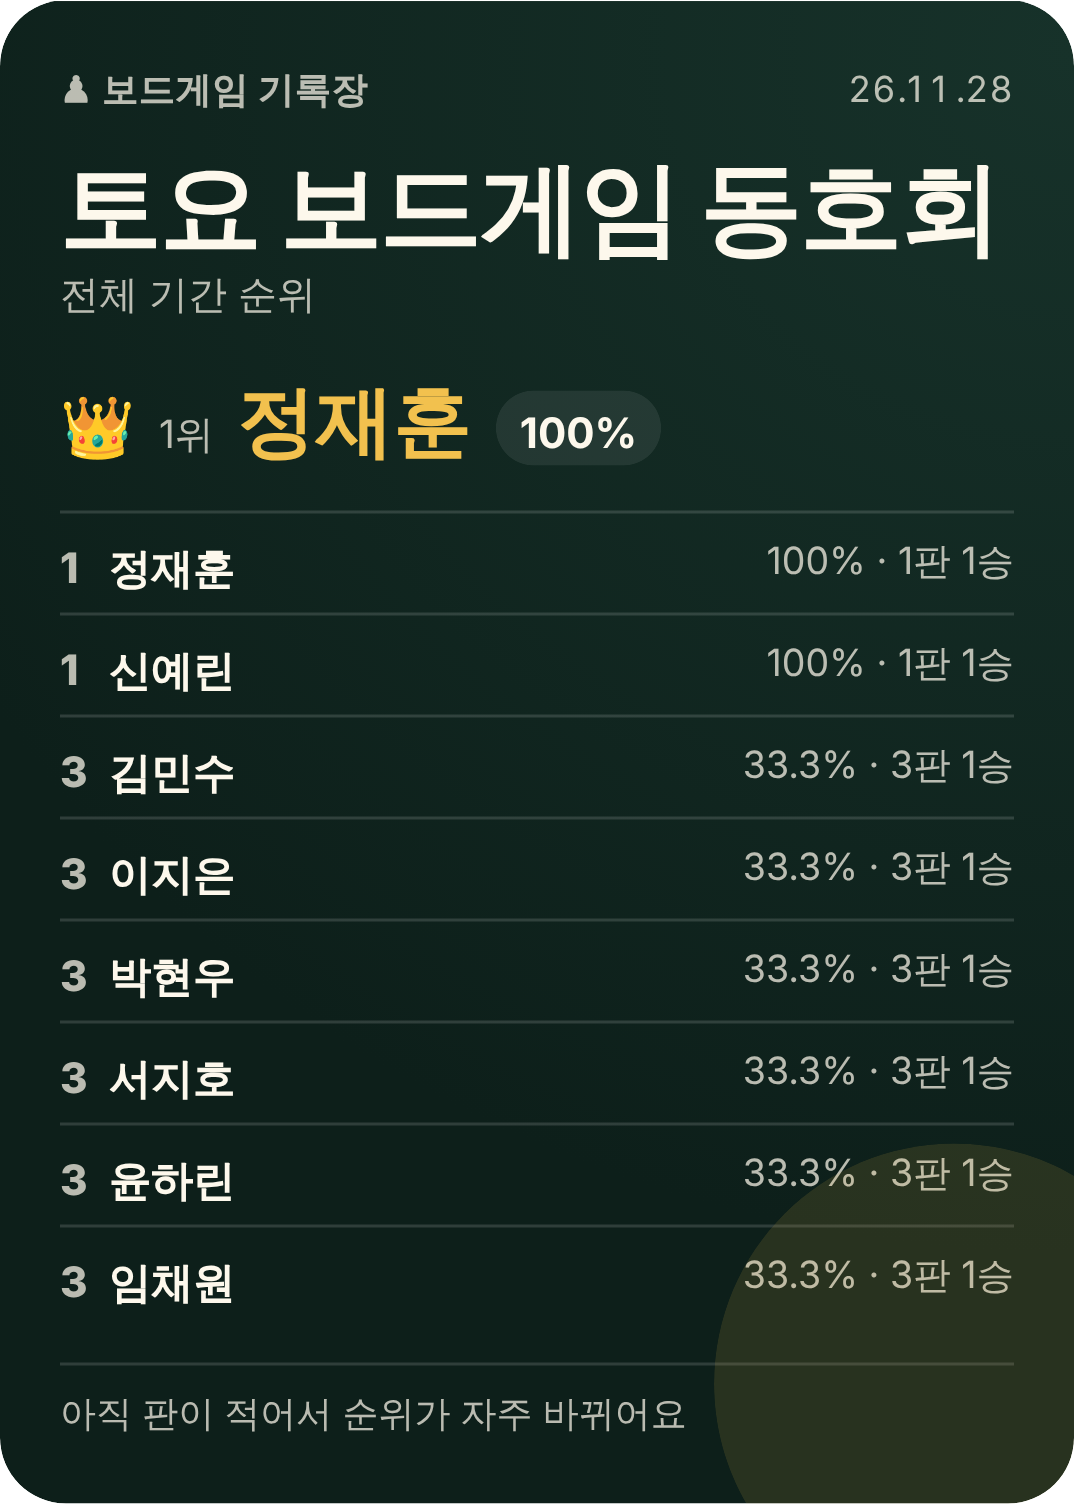 ♟ 보드게임 기록장 26.11.28
토요 보드게임 동호회
전체 기간 순위
👑 1위 정재훈 100%
1 정재훈 100% · 1판 1승
1 신예린 100% · 1판 1승
3 김민수 33.3% · 3판 1승
3 이지은 33.3% · 3판 1승
3 박현우 33.3% · 3판 1승
3 서지호 33.3% · 3판 1승
3 윤하린 33.3% · 3판 1승
3 임채원 33.3% · 3판 1승
아직 판이 적어서 순위가 자주 바뀌어요